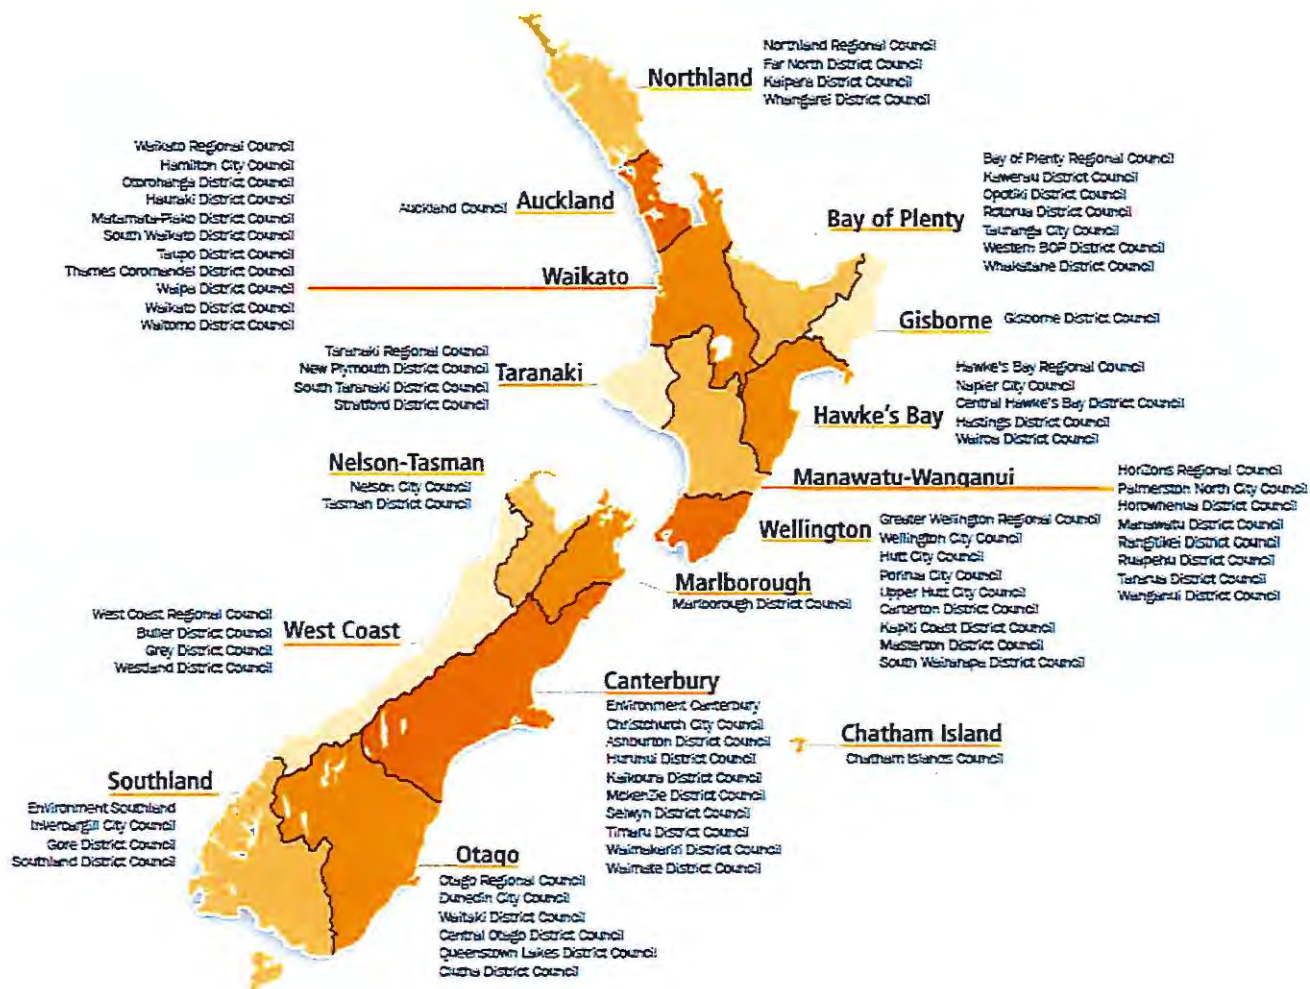 Northland
Northland Regional Council
Far North District Council
Kaipara District Council
Whangarei District Council
Waikato Regional Council
Hamilton City Council
Otorohanga District Council
Hauraki District Council
Matamata-Piako District Council
South Waikato District Council
Taupo District Council
Thames Coromandel District Council
Waipa District Council
Waikato District Council
Waitomo District Council
Waikato
Auckland Council Auckland
Bay of Plenty
Bay of Plenty Regional Council
Kawerau District Council
Opotiki District Council
Rotorua District Council
Tauranga City Council
Western BOP District Council
Whakatane District Council
Gisborne Gisborne District Council
Taranaki Regional Council
New Plymouth District Council
South Taranaki District Council
Stratford District Council
Taranaki
Hawke's Bay
Hawke's Bay Regional Council
Napier City Council
Central Hawke's Bay District Council
Hastings District Council
Wairoa District Council
Nelson-Tasman
Nelson City Council
Tasman District Council
Manawatu-Wanganui
Horizons Regional Council
Palmerston North City Council
Horowhenua District Council
Manawatu District Council
Rangitikei District Council
Ruapehu District Council
Tararua District Council
Wanganui District Council
Wellington
Greater Wellington Regional Council
Wellington City Council
Hutt City Council
Porirua City Council
Upper Hutt City Council
Carterton District Council
Kapiti Coast District Council
Masterton District Council
South Wairarapa District Council
Marlborough
Marlborough District Council
West Coast Regional Council
Buller District Council
Grey District Council
Westland District Council
West Coast
Canterbury
Environment Canterbury
Christchurch City Council
Ashburton District Council
Hurunui District Council
Kaikoura District Council
Mckenzie District Council
Selwyn District Council
Timaru District Council
Waimakariri District Council
Waimate District Council
Chatham Island
Chatham Islands Council
Southland
Environment Southland
Invercargill City Council
Gore District Council
Southland District Council
Otago
Otago Regional Council
Dunedin City Council
Waitaki District Council
Central Otago District Council
Queenstown Lakes District Council
Clutha District Council